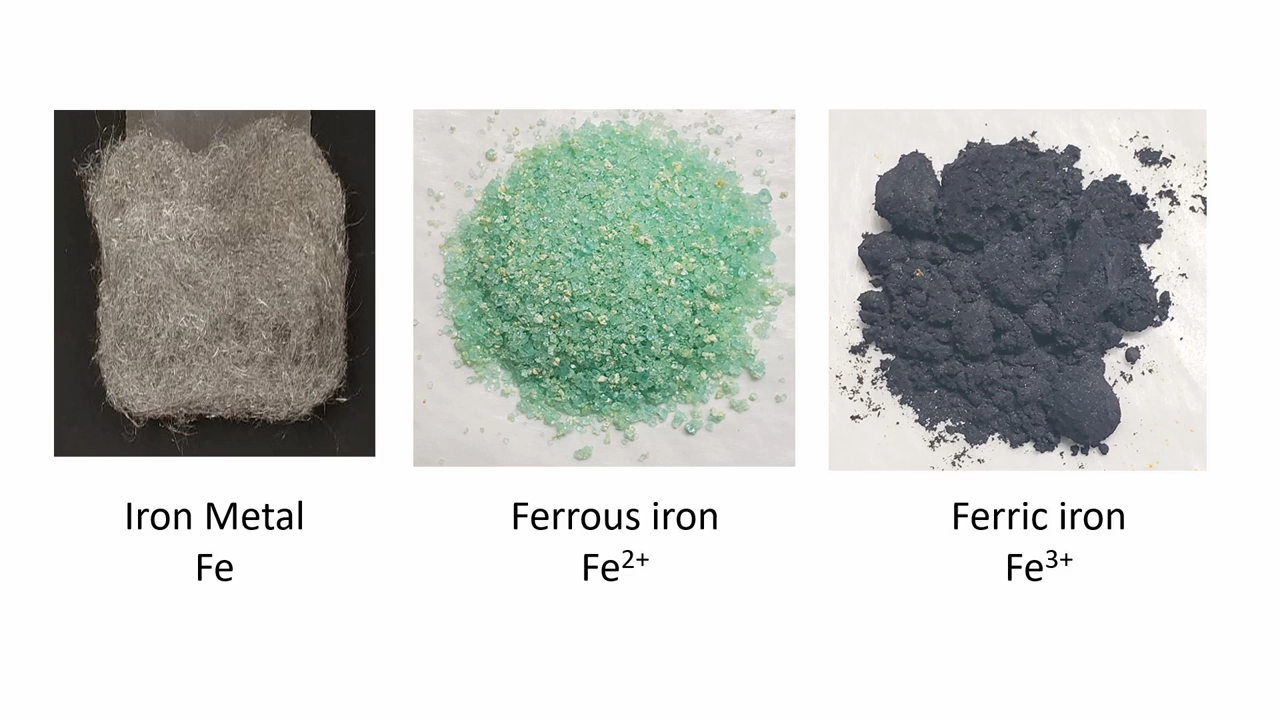 Iron Metal
Fe
Ferrous iron
Fe²⁺
Ferric iron
Fe³⁺